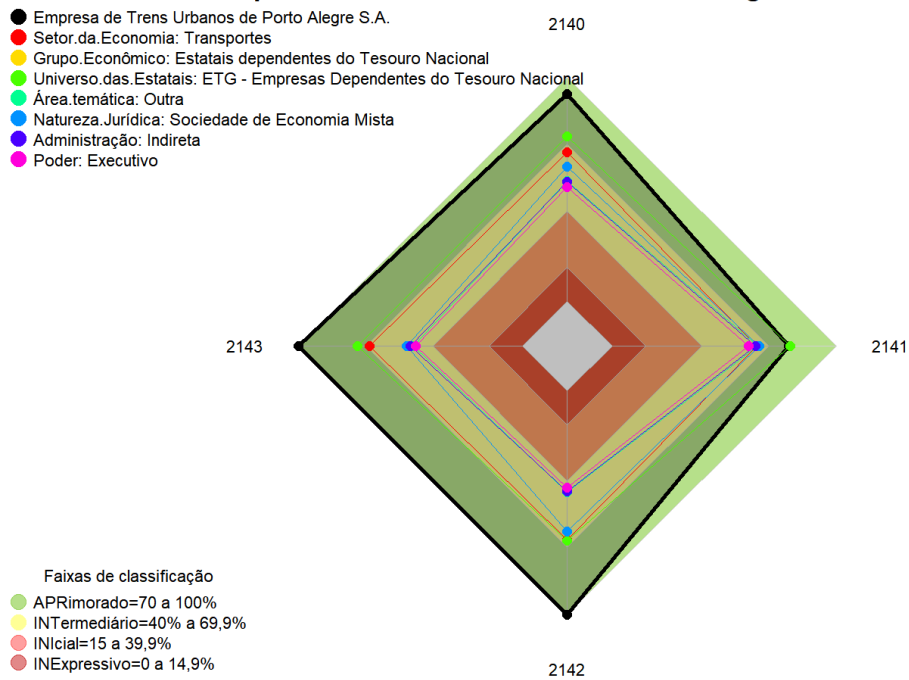 Empresa de Trens Urbanos de Porto Alegre S.A.
Setor.da.Economia: Transportes
Grupo.Econômico: Estatais dependentes do Tesouro Nacional
Universo.das.Estatais: ETG - Empresas Dependentes do Tesouro Nacional
Área.temática: Outra
Natureza.Jurídica: Sociedade de Economia Mista
Administração: Indireta
Poder: Executivo
2140
2143
2141
2142
Faixas de classificação
APRimorado=70 a 100%
INTermediário=40% a 69,9%
INIcial=15 a 39,9%
INExpressivo=0 a 14,9%